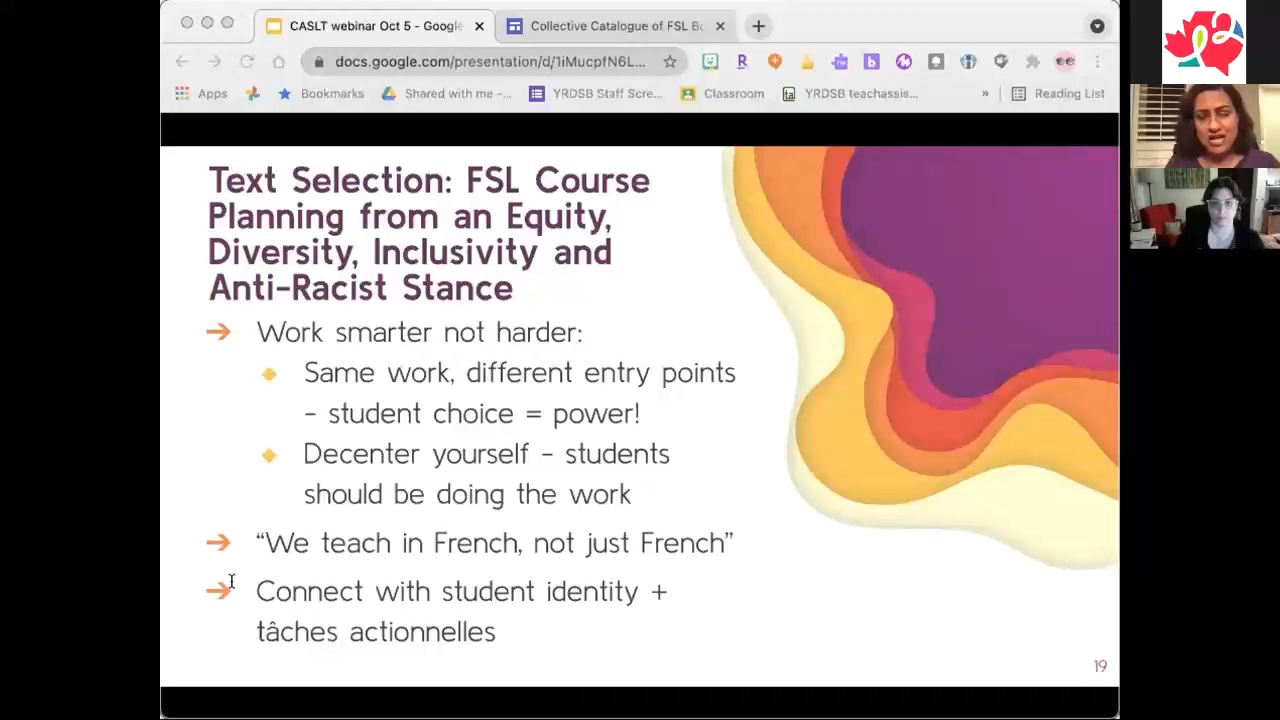 CASLT webinar Oct 5 - Google
Collective Catalogue of FSL Bo
docs.google.com/presentation/d/1iMucpfN6L...
Apps
Bookmarks
Shared with me -...
YRDSB Staff Scre...
Classroom
YRDSB teachassis...
»
Reading List
Text Selection: FSL Course
Planning from an Equity,
Diversity, Inclusivity and
Anti-Racist Stance
➔ Work smarter not harder:
◆ Same work, different entry points
- student choice = power!
◆ Decenter yourself - students
should be doing the work
➔ “We teach in French, not just French”
➔ Connect with student identity +
tâches actionnelles
19